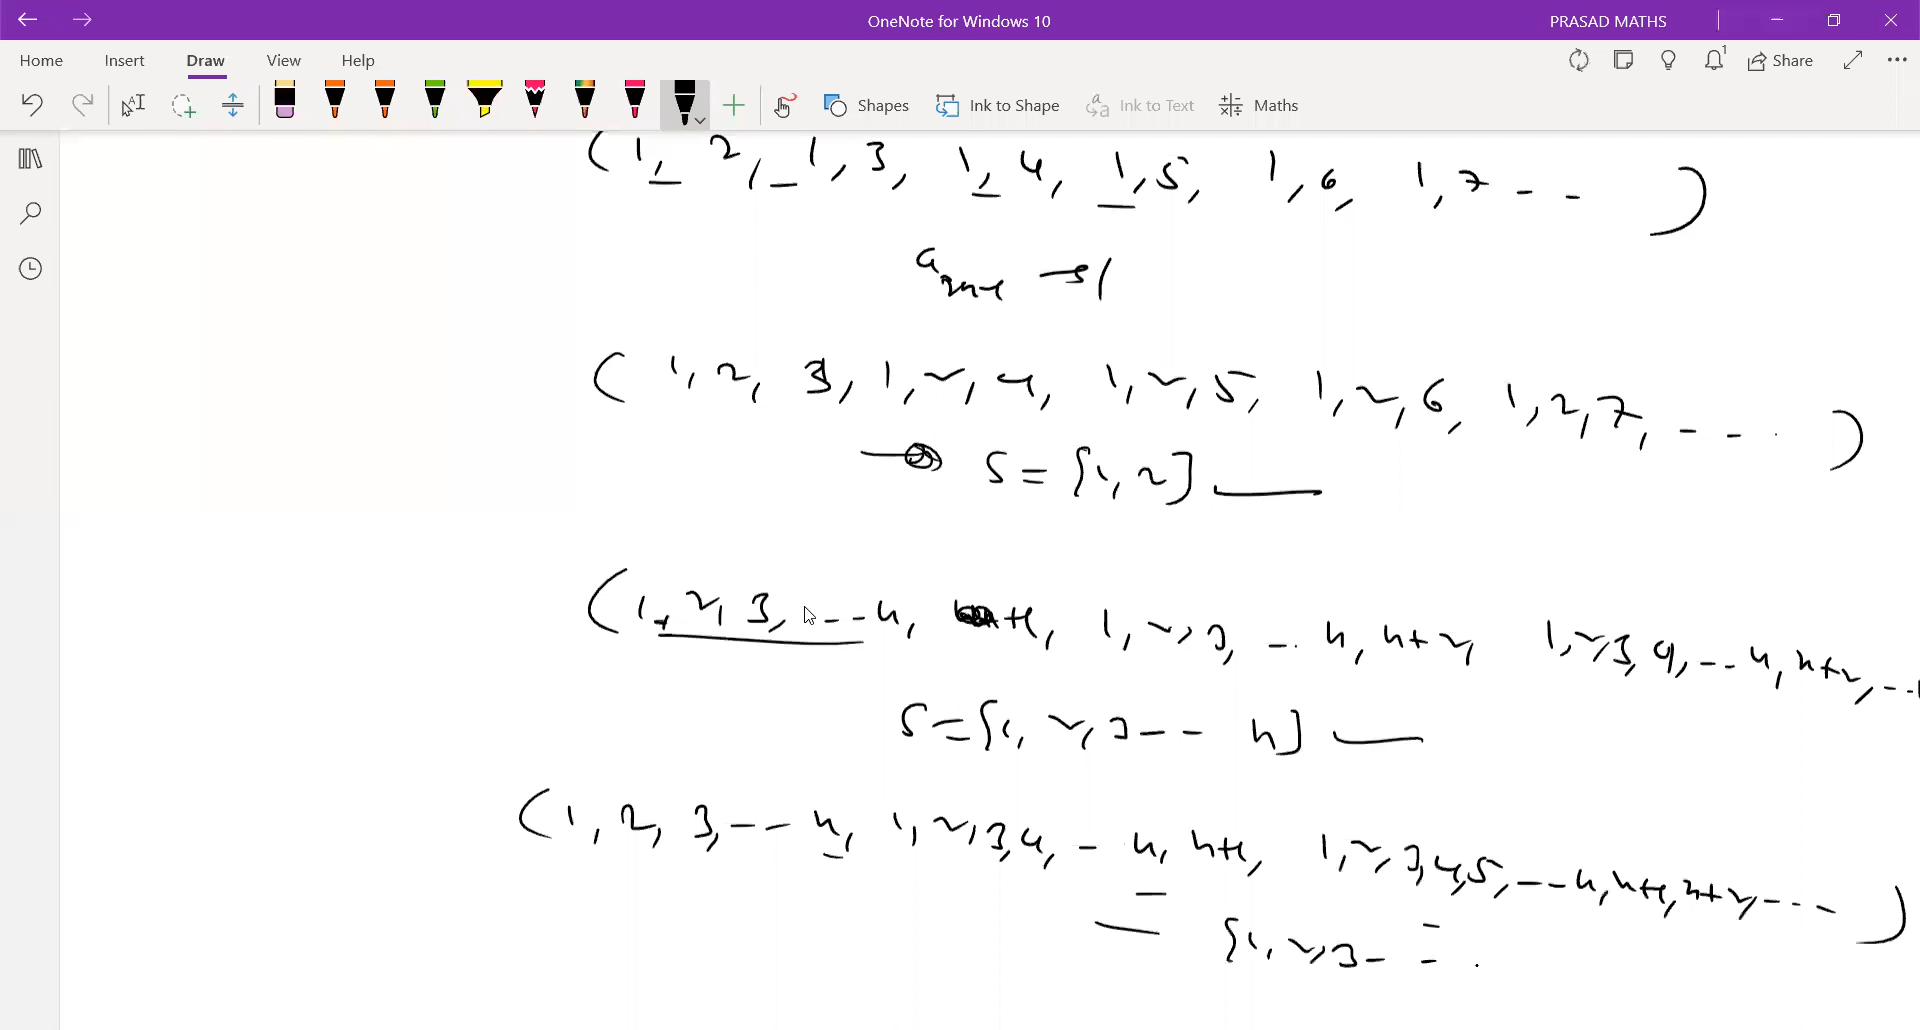 OneNote for Windows 10
PRASAD MATHS
Home Insert Draw View Help
1
Share
Shapes Ink to Shape Ink to Text Maths
(1, 2, 1, 3, 1, 4, 1, 5, 1, 6, 1, 7 - - )
(1, 2, 3, 1, 2, 4, 1, 2, 5, 1, 2, 6, 1, 2, 7, - - · )
S = {1, 2}
(1, 2, 3, -- n, +1, 1, 2, 3, -- n, n+2, 1, 2, 3, 4, -- n, n+2, --
S = {1, 2, 3 -- n}
(1, 2, 3, -- n, 1, 2, 3, 4, - n, n+1, 1, 2, 3, 4, 5, -- n, n+1, n+2, --- )
{1, 2, 3 - - .